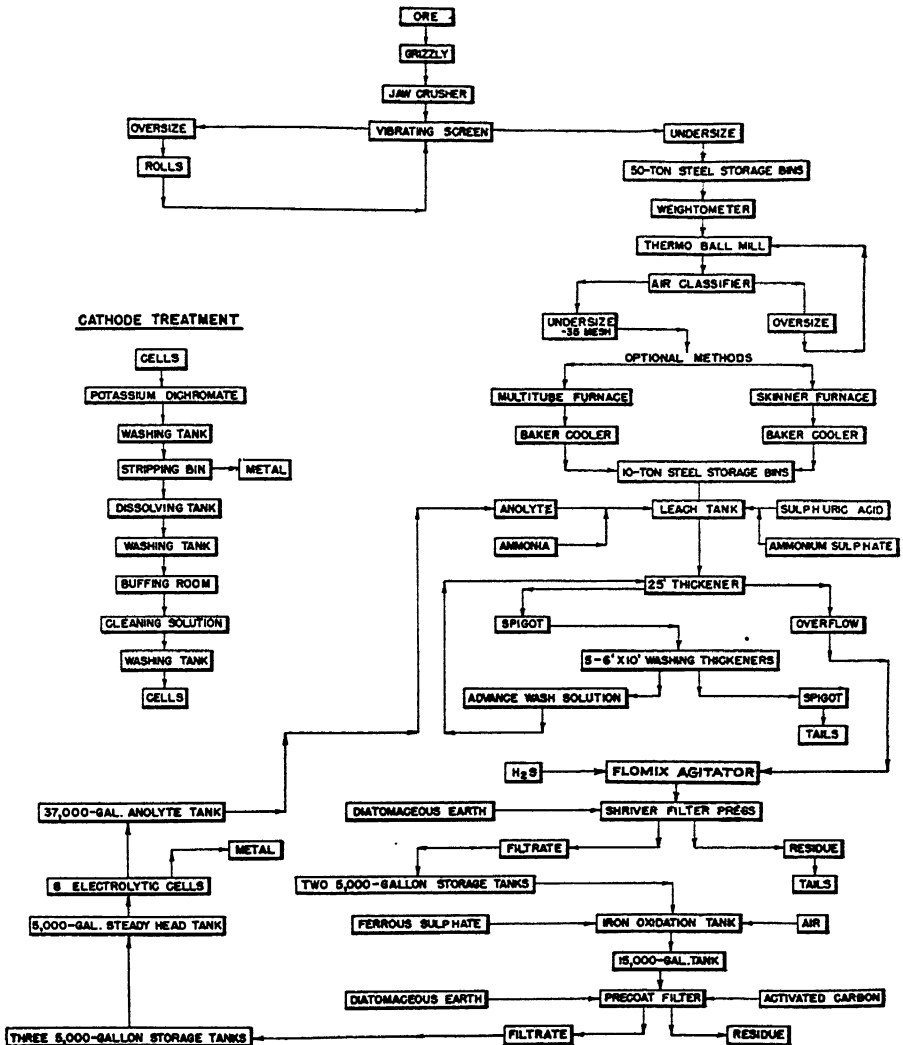 ORE
GRIZZLY
JAW CRUSHER
OVERSIZE
VIBRATING SCREEN
UNDERSIZE
ROLLS
50-TON STEEL STORAGE BINS
WEIGHTOMETER
THERMO BALL MILL
AIR CLASSIFIER
UNDERSIZE
-35 MESH
OVERSIZE
OPTIONAL METHODS
MULTITUBE FURNACE
SKINNER FURNACE
BAKER COOLER
BAKER COOLER
10-TON STEEL STORAGE BINS
ANOLYTE
LEACH TANK
SULPHURIC ACID
AMMONIA
AMMONIUM SULPHATE
25' THICKENER
SPIGOT
OVERFLOW
5-6'X10' WASHING THICKENERS
ADVANCE WASH SOLUTION
SPIGOT
TAILS
CATHODE TREATMENT
CELLS
POTASSIUM DICHROMATE
WASHING TANK
STRIPPING BIN
METAL
DISSOLVING TANK
WASHING TANK
BUFFING ROOM
CLEANING SOLUTION
WASHING TANK
CELLS
H2S
FLOMIX AGITATOR
DIATOMACEOUS EARTH
SHRIVER FILTER PRESS
FILTRATE
RESIDUE
TAILS
TWO 5,000-GALLON STORAGE TANKS
FERROUS SULPHATE
IRON OXIDATION TANK
AIR
15,000-GAL. TANK
DIATOMACEOUS EARTH
PRECOAT FILTER
ACTIVATED CARBON
FILTRATE
RESIDUE
THREE 5,000-GALLON STORAGE TANKS
5,000-GAL. STEADY HEAD TANK
ELECTROLYTIC CELLS
METAL
37,000-GAL. ANOLYTE TANK